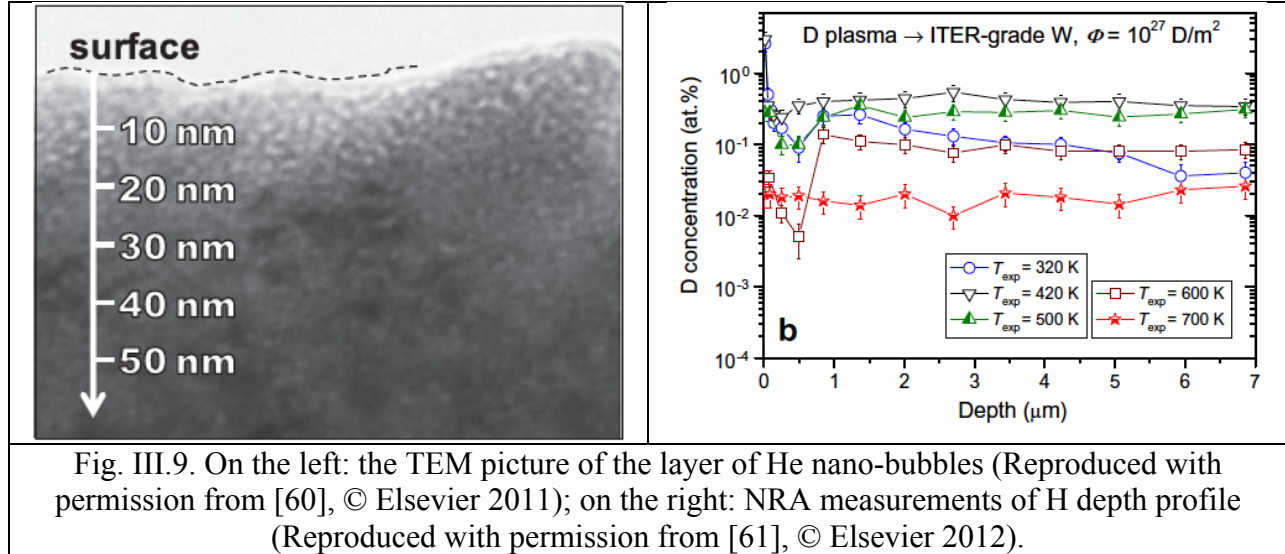 surface
10 nm
20 nm
30 nm
40 nm
50 nm
D plasma → ITER-grade W, Φ = 10²⁷ D/m²
D concentration (at.%)
10⁰
10⁻¹
10⁻²
10⁻³
10⁻⁴
T_exp = 320 K
T_exp = 420 K
T_exp = 500 K
T_exp = 600 K
T_exp = 700 K
b
0 1 2 3 4 5 6 7
Depth (μm)
Fig. III.9. On the left: the TEM picture of the layer of He nano-bubbles (Reproduced with
permission from [60], © Elsevier 2011); on the right: NRA measurements of H depth profile
(Reproduced with permission from [61], © Elsevier 2012).